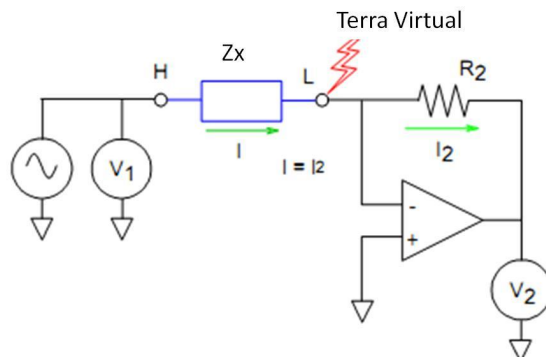 Terra Virtual
Zx
H
L
R2
V1
I
I = I2
I2
-
+
V2